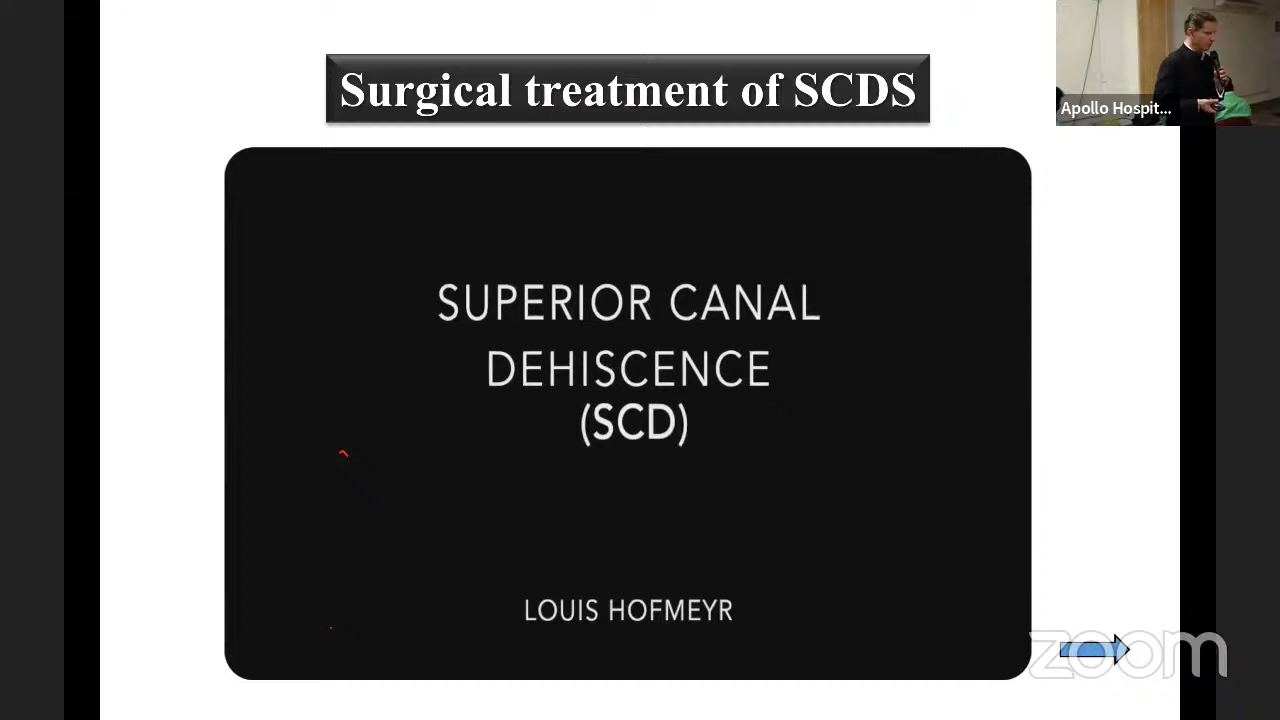 Surgical treatment of SCDS
Apollo Hospit...
SUPERIOR CANAL
DEHISCENCE
(SCD)
LOUIS HOFMEYR
zoom